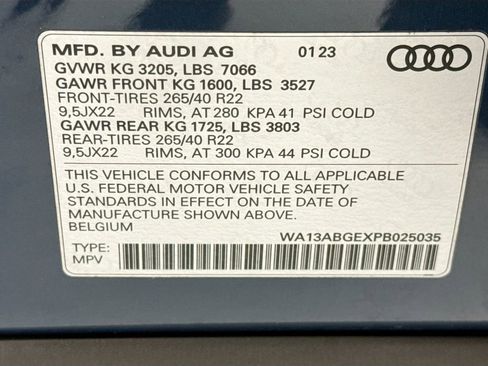 MFD. BY AUDI AG 0123
GVWR KG 3205, LBS 7066
GAWR FRONT KG 1600, LBS 3527
FRONT-TIRES 265/40 R22
9,5JX22 RIMS, AT 280 KPA 41 PSI COLD
GAWR REAR KG 1725, LBS 3803
REAR-TIRES 265/40 R22
9,5JX22 RIMS, AT 300 KPA 44 PSI COLD
THIS VEHICLE CONFORMS TO ALL APPLICABLE
U.S. FEDERAL MOTOR VEHICLE SAFETY
STANDARDS IN EFFECT ON THE DATE OF
MANUFACTURE SHOWN ABOVE.
BELGIUM
WA13ABGEXPB025035
TYPE:
MPV